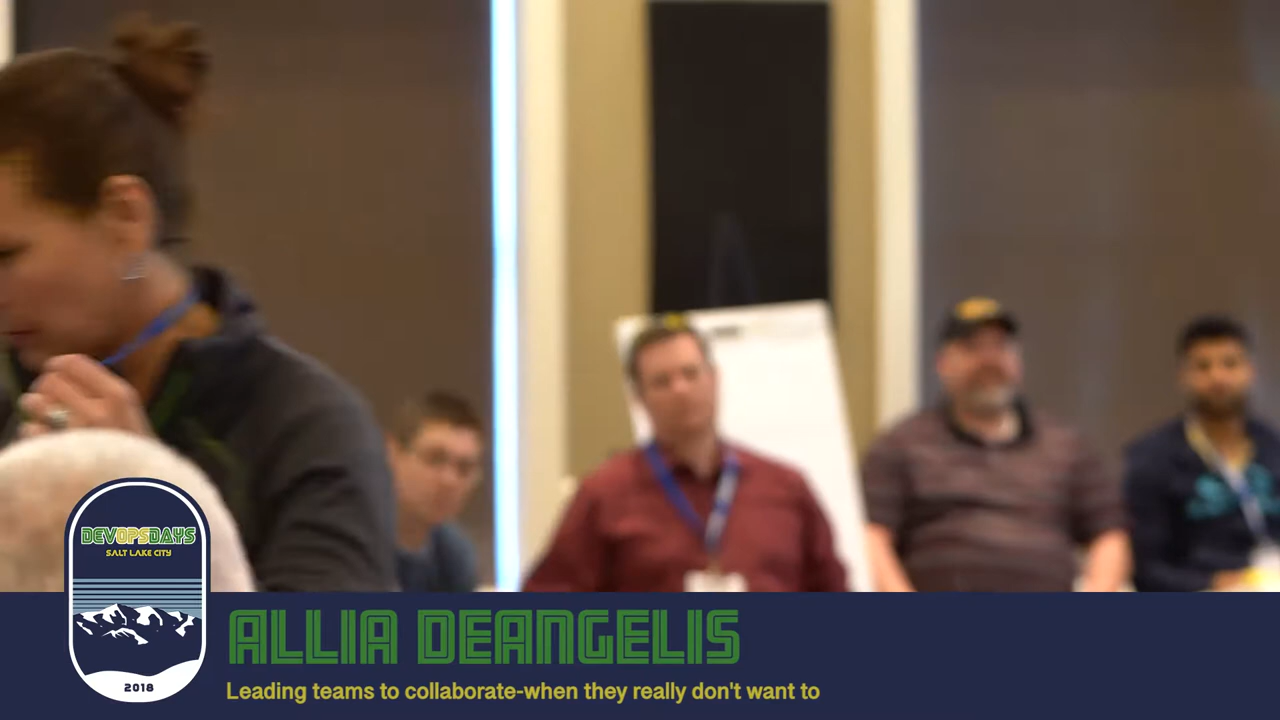 DEVOPSDAYS
SALT LAKE CITY
2018
ALLIA DEANGELIS
Leading teams to collaborate-when they really don't want to